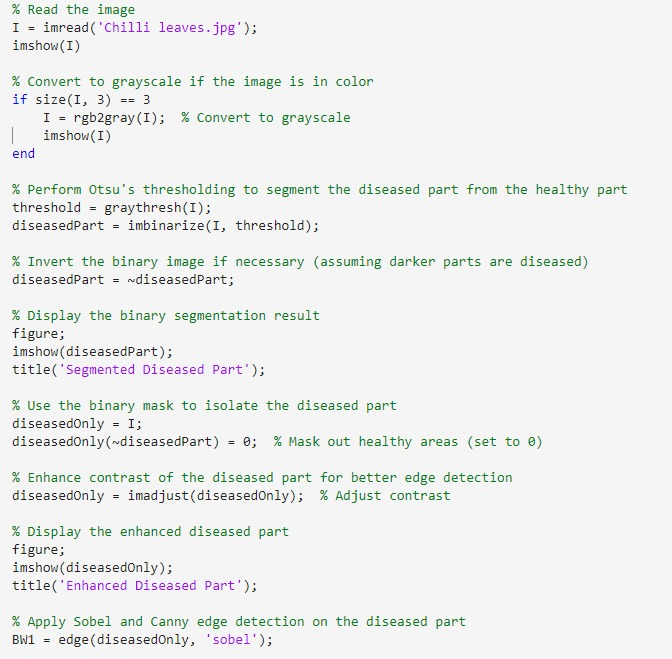 % Read the image
I = imread('Chilli leaves.jpg');
imshow(I)
% Convert to grayscale if the image is in color
if size(I, 3) == 3
    I = rgb2gray(I);  % Convert to grayscale
    imshow(I)
end
% Perform Otsu's thresholding to segment the diseased part from the healthy part
threshold = graythresh(I);
diseasedPart = imbinarize(I, threshold);
% Invert the binary image if necessary (assuming darker parts are diseased)
diseasedPart = ~diseasedPart;
% Display the binary segmentation result
figure;
imshow(diseasedPart);
title('Segmented Diseased Part');
% Use the binary mask to isolate the diseased part
diseasedOnly = I;
diseasedOnly(~diseasedPart) = 0;  % Mask out healthy areas (set to 0)
% Enhance contrast of the diseased part for better edge detection
diseasedOnly = imadjust(diseasedOnly);  % Adjust contrast
% Display the enhanced diseased part
figure;
imshow(diseasedOnly);
title('Enhanced Diseased Part');
% Apply Sobel and Canny edge detection on the diseased part
BW1 = edge(diseasedOnly, 'sobel');